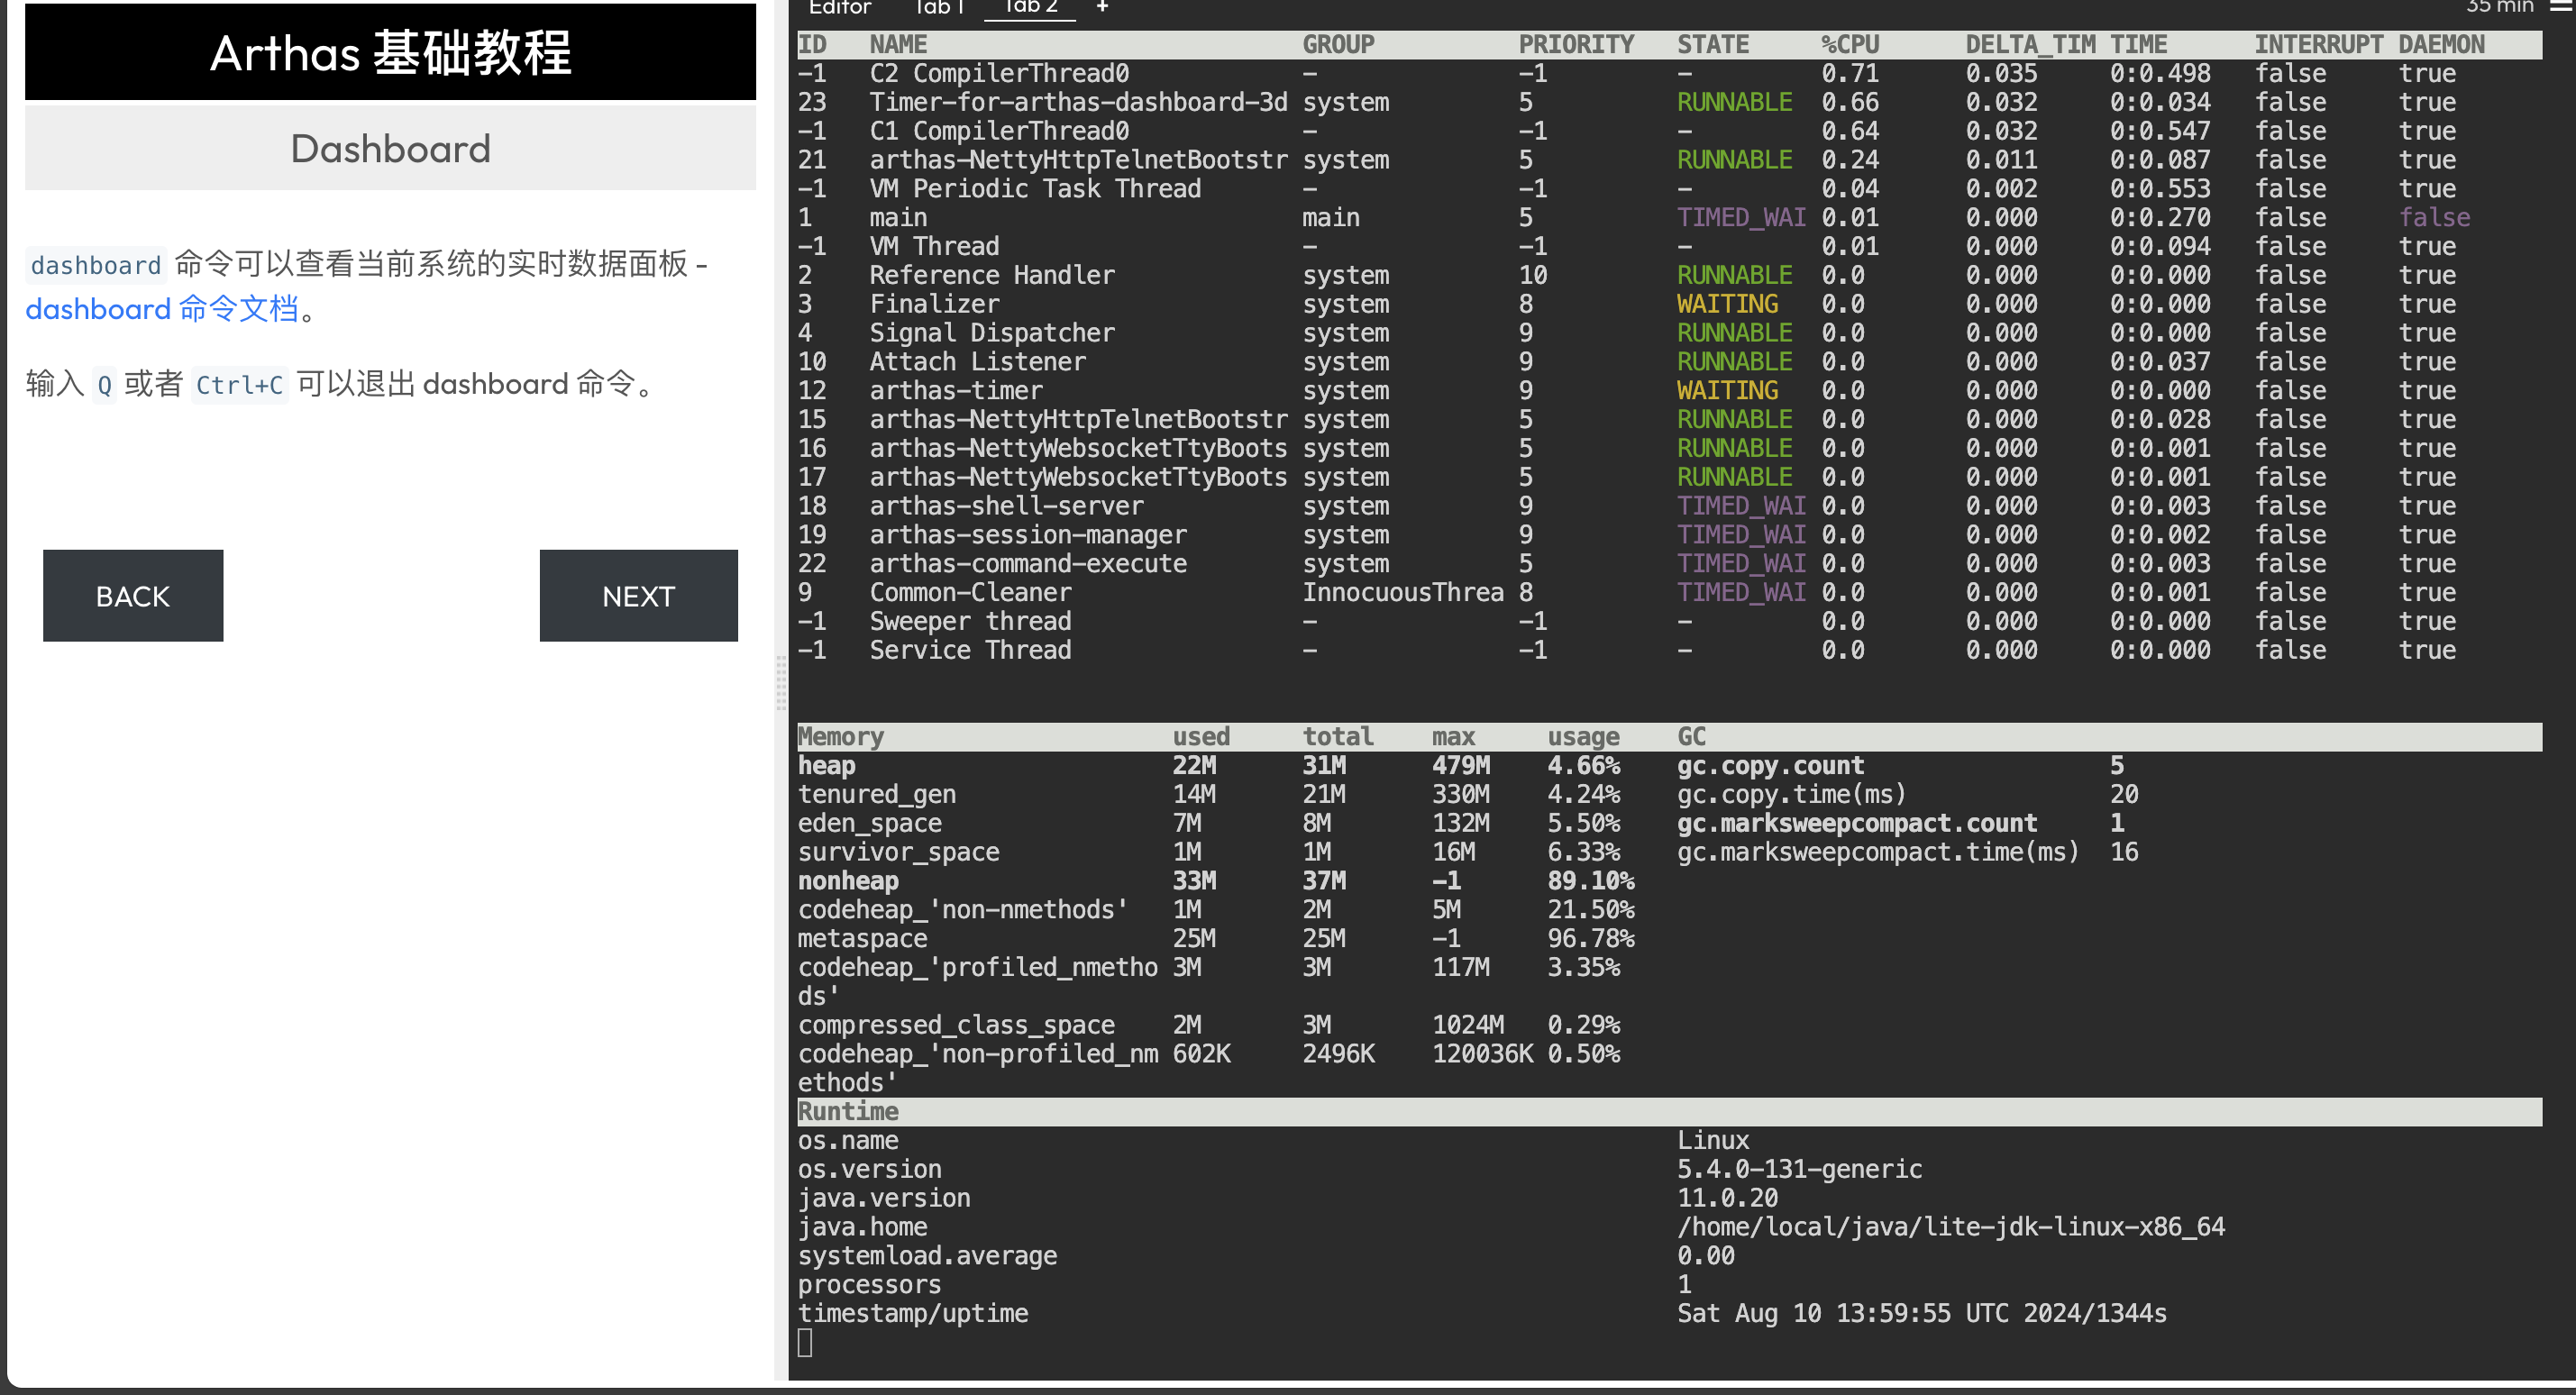 Arthas 基础教程
Dashboard
dashboard 命令可以查看当前系统的实时数据面板 -
dashboard 命令文档。
输入 Q 或者 Ctrl+C 可以退出 dashboard 命令。
BACK NEXT
Editor Tab 1 Tab 2 + 35 min
ID NAME GROUP PRIORITY STATE %CPU DELTA_TIM TIME INTERRUPT DAEMON
-1 C2 CompilerThread0 - -1 - 0.71 0.035 0:0.498 false true
23 Timer-for-arthas-dashboard-3d system 5 RUNNABLE 0.66 0.032 0:0.034 false true
-1 C1 CompilerThread0 - -1 - 0.64 0.032 0:0.547 false true
21 arthas-NettyHttpTelnetBootstr system 5 RUNNABLE 0.24 0.011 0:0.087 false true
-1 VM Periodic Task Thread - -1 - 0.04 0.002 0:0.553 false true
1 main main 5 TIMED_WAI 0.01 0.000 0:0.270 false false
-1 VM Thread - -1 - 0.01 0.000 0:0.094 false true
2 Reference Handler system 10 RUNNABLE 0.0 0.000 0:0.000 false true
3 Finalizer system 8 WAITING 0.0 0.000 0:0.000 false true
4 Signal Dispatcher system 9 RUNNABLE 0.0 0.000 0:0.000 false true
10 Attach Listener system 9 RUNNABLE 0.0 0.000 0:0.037 false true
12 arthas-timer system 9 WAITING 0.0 0.000 0:0.000 false true
15 arthas-NettyHttpTelnetBootstr system 5 RUNNABLE 0.0 0.000 0:0.028 false true
16 arthas-NettyWebsocketTtyBoots system 5 RUNNABLE 0.0 0.000 0:0.001 false true
17 arthas-NettyWebsocketTtyBoots system 5 RUNNABLE 0.0 0.000 0:0.001 false true
18 arthas-shell-server system 9 TIMED_WAI 0.0 0.000 0:0.003 false true
19 arthas-session-manager system 9 TIMED_WAI 0.0 0.000 0:0.002 false true
22 arthas-command-execute system 5 TIMED_WAI 0.0 0.000 0:0.003 false true
9 Common-Cleaner InnocuousThrea 8 TIMED_WAI 0.0 0.000 0:0.001 false true
-1 Sweeper thread - -1 - 0.0 0.000 0:0.000 false true
-1 Service Thread - -1 - 0.0 0.000 0:0.000 false true
Memory used total max usage GC
heap 22M 31M 479M 4.66% gc.copy.count 5
tenured_gen 14M 21M 330M 4.24% gc.copy.time(ms) 20
eden_space 7M 8M 132M 5.50% gc.marksweepcompact.count 1
survivor_space 1M 1M 16M 6.33% gc.marksweepcompact.time(ms) 16
nonheap 33M 37M -1 89.10%
codeheap_'non-nmethods' 1M 2M 5M 21.50%
metaspace 25M 25M -1 96.78%
codeheap_'profiled_nmetho 3M 3M 117M 3.35%
ds'
compressed_class_space 2M 3M 1024M 0.29%
codeheap_'non-profiled_nm 602K 2496K 120036K 0.50%
ethods'
Runtime
os.name Linux
os.version 5.4.0-131-generic
java.version 11.0.20
java.home /home/local/java/lite-jdk-linux-x86_64
systemload.average 0.00
processors 1
timestamp/uptime Sat Aug 10 13:59:55 UTC 2024/1344s